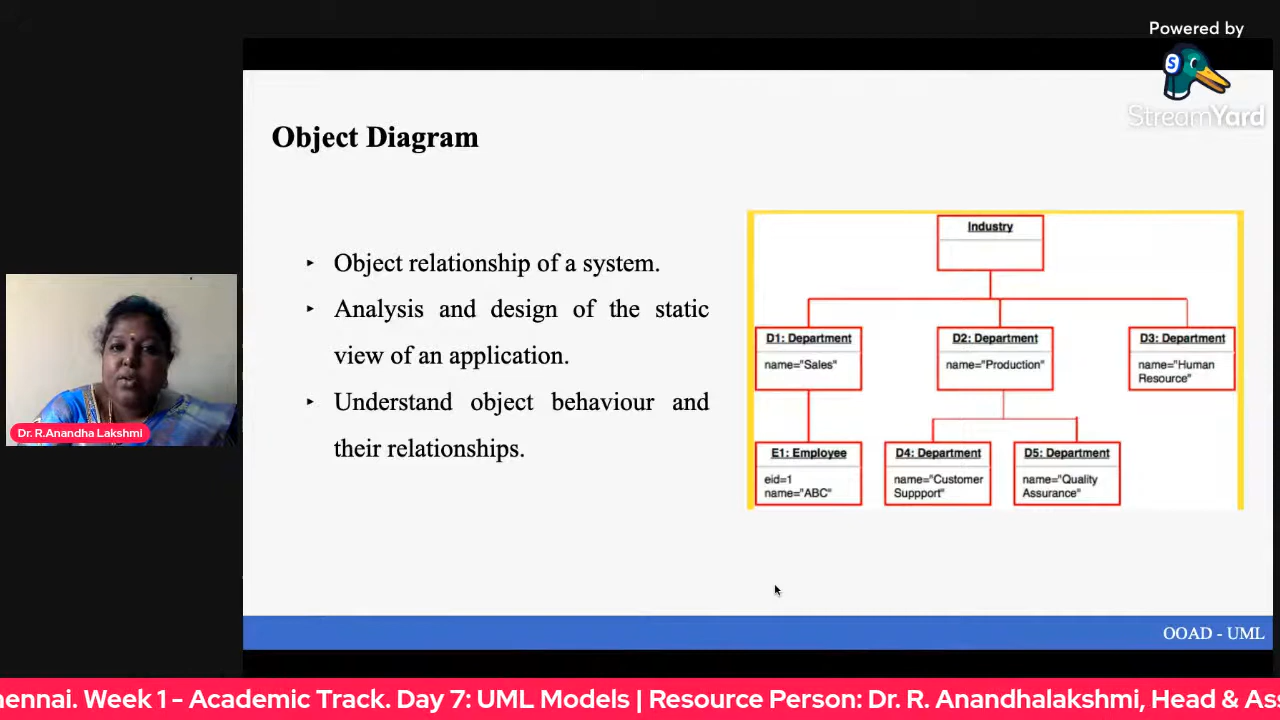 Powered by
S
StreamYard
Object Diagram
Object relationship of a system.
Analysis and design of the static
view of an application.
Understand object behaviour and
their relationships.
Industry
D1: Department
name="Sales"
D2: Department
name="Production"
D3: Department
name="Human
Resource"
E1: Employee
eid=1
name="ABC"
D4: Department
name="Customer
Suppport"
D5: Department
name="Quality
Assurance"
Dr. R.Anandha Lakshmi
OOAD - UML
ennai. Week 1 - Academic Track. Day 7: UML Models | Resource Person: Dr. R. Anandhalakshmi, Head & Ass